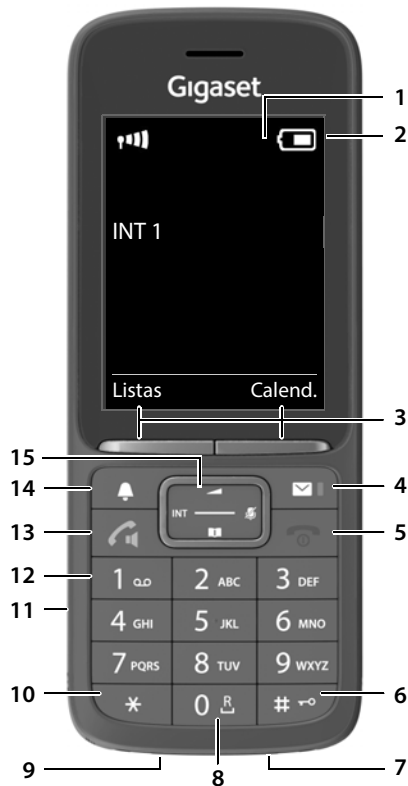 Gigaset
1
2
INT 1
Listas Calend.
3
15
14
4
INT
13
5
12
1 2 ABC 3 DEF
11
4 GHI 5 JKL 6 MNO
7 PQRS 8 TUV 9 WXYZ
10
* 0 R #
6
9
8
7